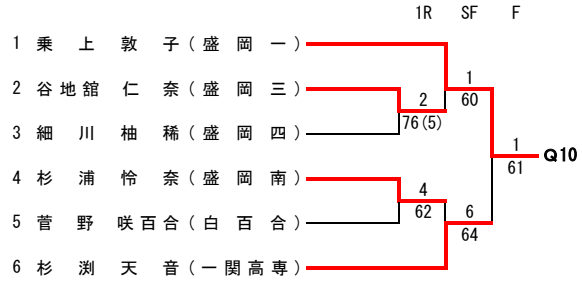 1R SF F
1 乗上敦子(盛岡一)
1
2 谷地舘仁奈(盛岡三)
2 60
76(5)
3 細川柚稀(盛岡四)
1 Q10
61
4 杉浦怜奈(盛岡南)
4
62 6
5 菅野咲百合(白百合)
64
6 杉渕天音(一関高専)